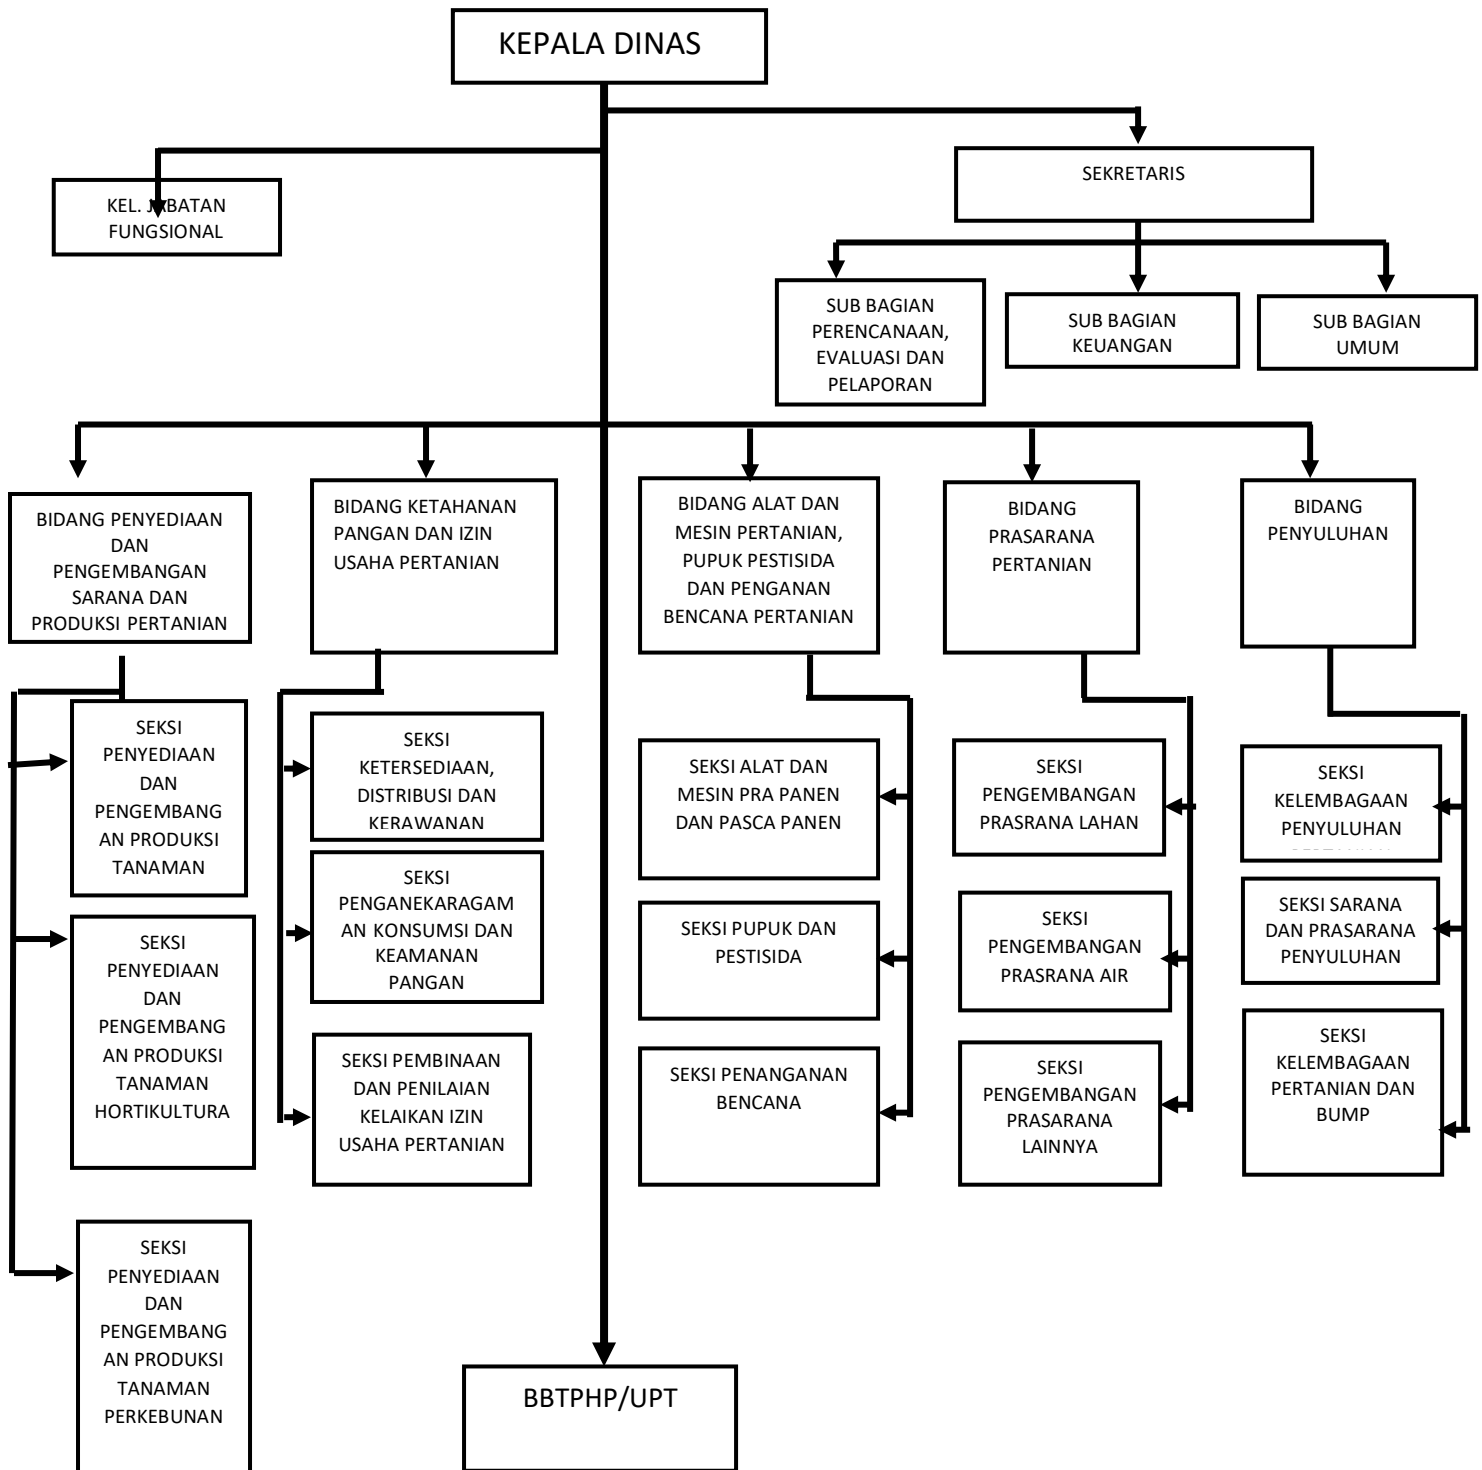 KEPALA DINAS
SEKRETARIS
KEL. JABATAN
FUNGSIONAL
SUB BAGIAN
PERENCANAAN,
EVALUASI DAN
PELAPORAN
SUB BAGIAN
KEUANGAN
SUB BAGIAN
UMUM
BIDANG PENYEDIAAN
DAN
PENGEMBANGAN
SARANA DAN
PRODUKSI PERTANIAN
BIDANG KETAHANAN
PANGAN DAN IZIN
USAHA PERTANIAN
BIDANG ALAT DAN
MESIN PERTANIAN,
PUPUK PESTISIDA
DAN PENGANAN
BENCANA PERTANIAN
BIDANG
PRASARANA
PERTANIAN
BIDANG
PENYULUHAN
SEKSI
PENYEDIAAN
DAN
PENGEMBANG
AN PRODUKSI
TANAMAN
SEKSI
KETERSEDIAAN,
DISTRIBUSI DAN
KERAWANAN
SEKSI ALAT DAN
MESIN PRA PANEN
DAN PASCA PANEN
SEKSI
PENGEMBANGAN
PRASRANA LAHAN
SEKSI
KELEMBAGAAN
PENYULUHAN
SEKSI
PENYEDIAAN
DAN
PENGEMBANG
AN PRODUKSI
TANAMAN
HORTIKULTURA
SEKSI
PENGANEKARAGAM
AN KONSUMSI DAN
KEAMANAN
PANGAN
SEKSI PUPUK DAN
PESTISIDA
SEKSI
PENGEMBANGAN
PRASRANA AIR
SEKSI SARANA
DAN PRASARANA
PENYULUHAN
SEKSI PEMBINAAN
DAN PENILAIAN
KELAIKAN IZIN
USAHA PERTANIAN
SEKSI PENANGANAN
BENCANA
SEKSI
PENGEMBANGAN
PRASARANA
LAINNYA
SEKSI
KELEMBAGAAN
PERTANIAN DAN
BUMP
SEKSI
PENYEDIAAN
DAN
PENGEMBANG
AN PRODUKSI
TANAMAN
PERKEBUNAN
BBTPHP/UPT